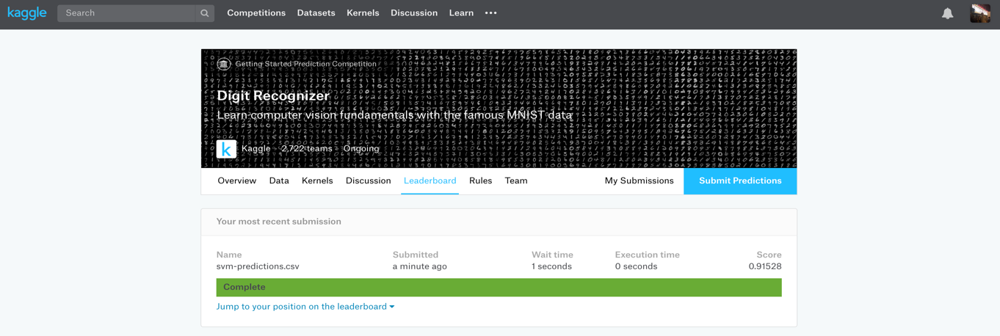 kaggle Search Competitions Datasets Kernels Discussion Learn •••
Getting Started Prediction Competition
Digit Recognizer
Learn computer vision fundamentals with the famous MNIST data
k Kaggle · 2,722 teams · Ongoing
Overview Data Kernels Discussion Leaderboard Rules Team My Submissions Submit Predictions
Your most recent submission
Name Submitted Wait time Execution time Score
svm-predictions.csv a minute ago 1 seconds 0 seconds 0.91528
Complete
Jump to your position on the leaderboard